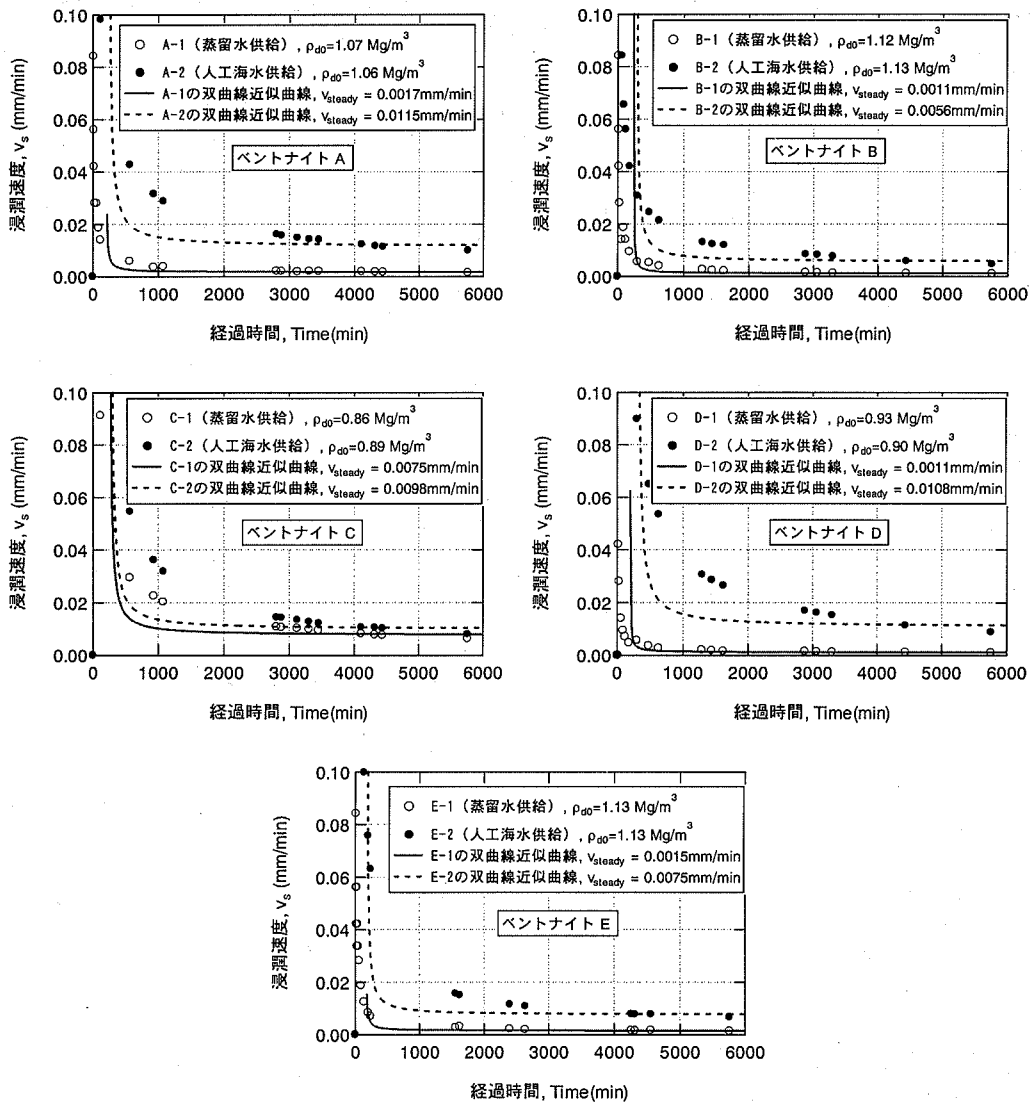 浸潤速度, vs (mm/min)
0.10
0.08
0.06
0.04
0.02
0.00
A-1 (蒸留水供給) , ρd0=1.07 Mg/m3
A-2 (人工海水供給) , ρd0=1.06 Mg/m3
A-1の双曲線近似曲線, vsteady = 0.0017mm/min
A-2の双曲線近似曲線, vsteady = 0.0115mm/min
ベントナイト A
0 1000 2000 3000 4000 5000 6000
経過時間, Time(min)
浸潤速度, vs (mm/min)
0.10
0.08
0.06
0.04
0.02
0.00
B-1 (蒸留水供給) , ρd0=1.12 Mg/m3
B-2 (人工海水供給) , ρd0=1.13 Mg/m3
B-1の双曲線近似曲線, vsteady = 0.0011mm/min
B-2の双曲線近似曲線, vsteady = 0.0056mm/min
ベントナイト B
0 1000 2000 3000 4000 5000 6000
経過時間, Time(min)
浸潤速度, vs (mm/min)
0.10
0.08
0.06
0.04
0.02
0.00
C-1 (蒸留水供給) , ρd0=0.86 Mg/m3
C-2 (人工海水供給) , ρd0=0.89 Mg/m3
C-1の双曲線近似曲線, vsteady = 0.0075mm/min
C-2の双曲線近似曲線, vsteady = 0.0098mm/min
ベントナイト C
0 1000 2000 3000 4000 5000 6000
経過時間, Time(min)
浸潤速度, vs (mm/min)
0.10
0.08
0.06
0.04
0.02
0.00
D-1 (蒸留水供給) , ρd0=0.93 Mg/m3
D-2 (人工海水供給) , ρd0=0.90 Mg/m3
D-1の双曲線近似曲線, vsteady = 0.0011mm/min
D-2の双曲線近似曲線, vsteady = 0.0108mm/min
ベントナイト D
0 1000 2000 3000 4000 5000 6000
経過時間, Time(min)
浸潤速度, vs (mm/min)
0.10
0.08
0.06
0.04
0.02
0.00
E-1 (蒸留水供給) , ρd0=1.13 Mg/m3
E-2 (人工海水供給) , ρd0=1.13 Mg/m3
E-1の双曲線近似曲線, vsteady = 0.0015mm/min
E-2の双曲線近似曲線, vsteady = 0.0075mm/min
ベントナイト E
0 1000 2000 3000 4000 5000 6000
経過時間, Time(min)